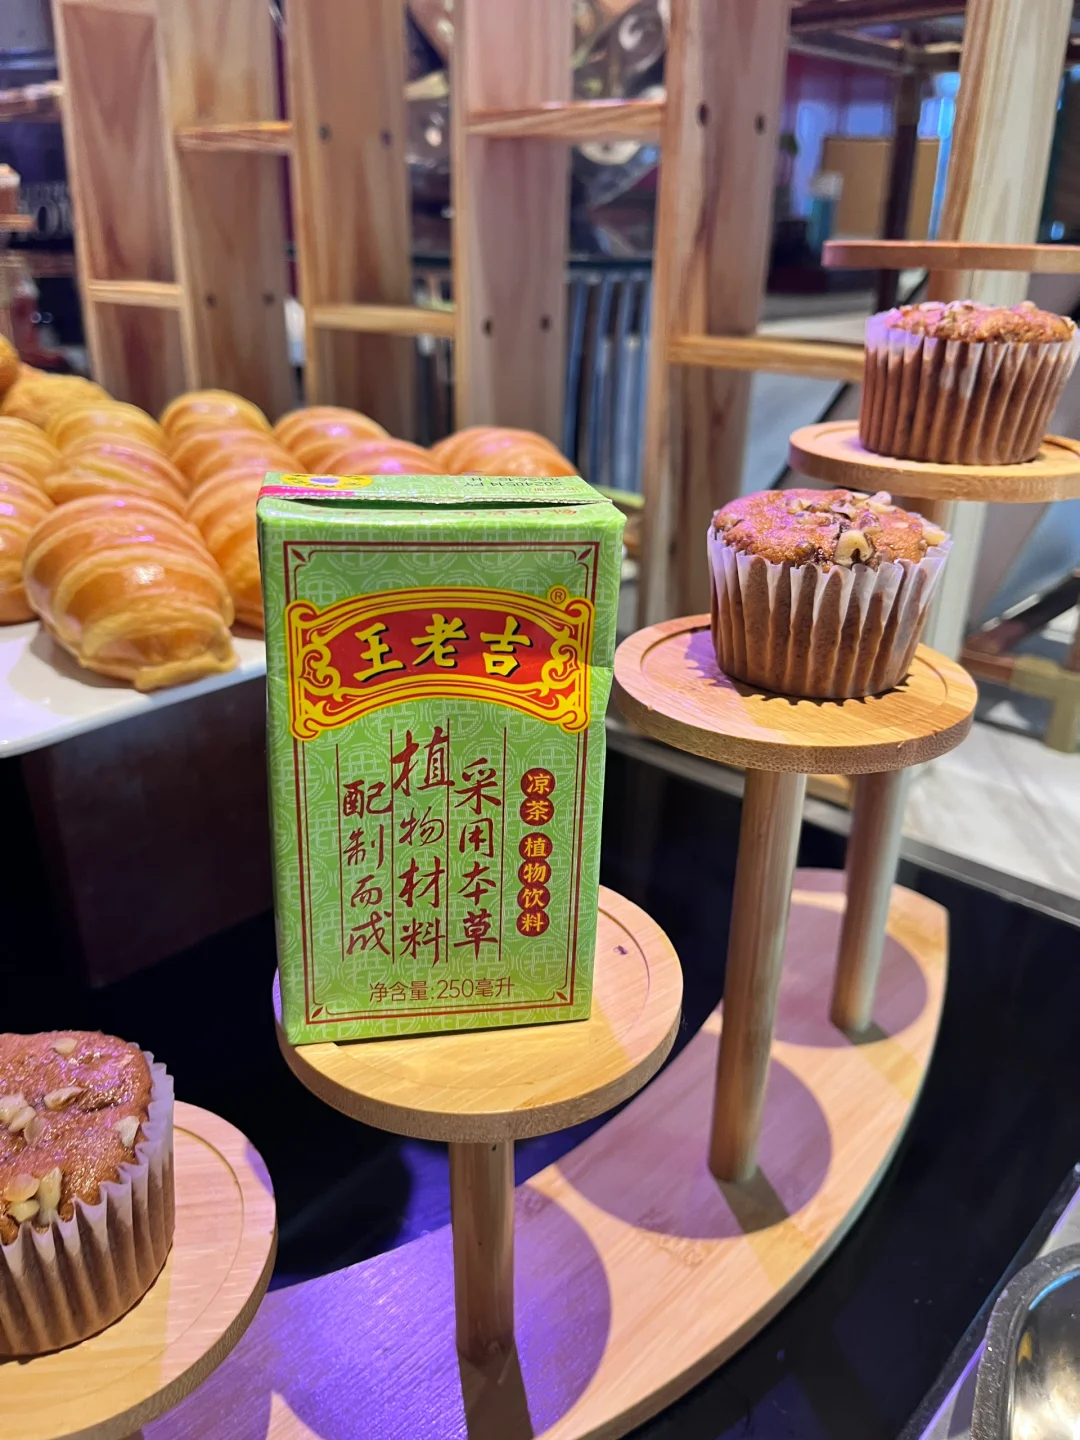 王老吉
®
采用本草
植物材料
配制而成
凉茶 植物饮料
净含量:250毫升